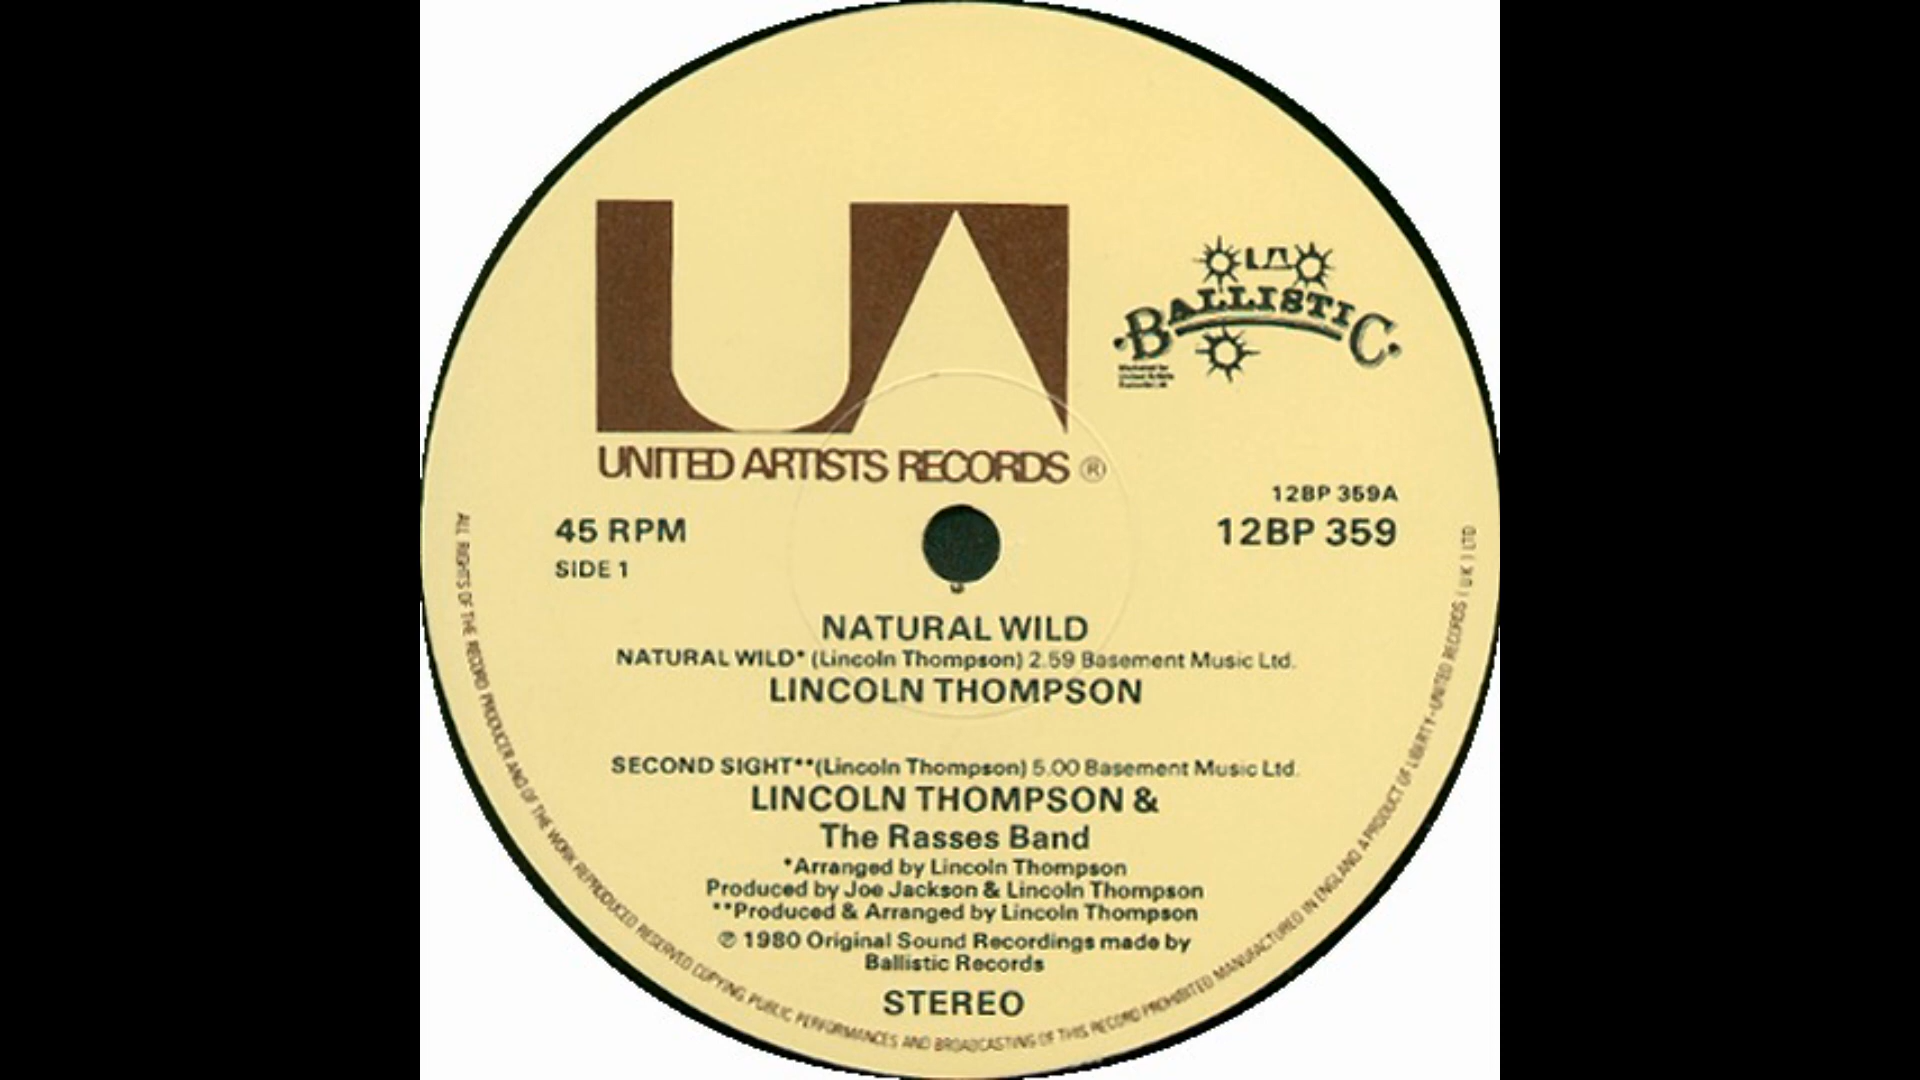 UA
BALLISTIC
UNITED ARTISTS RECORDS ®
12BP 359A
45 RPM
12BP 359
SIDE 1
NATURAL WILD
NATURAL WILD* (Lincoln Thompson) 2.59 Basement Music Ltd.
LINCOLN THOMPSON
SECOND SIGHT**(Lincoln Thompson) 5.00 Basement Music Ltd.
LINCOLN THOMPSON &
The Rasses Band
*Arranged by Lincoln Thompson
Produced by Joe Jackson & Lincoln Thompson
**Produced & Arranged by Lincoln Thompson
℗ 1980 Original Sound Recordings made by
Ballistic Records
STEREO
ALL RIGHTS OF THE RECORD PRODUCER AND OF THE WORK REPRODUCED RESERVED COPYING, PUBLIC PERFORMANCES AND BROADCASTING OF THIS RECORD PROHIBITED MANUFACTURED IN ENGLAND A PRODUCT OF LIBERTY-UNITED RECORDS ( UK ) LTD